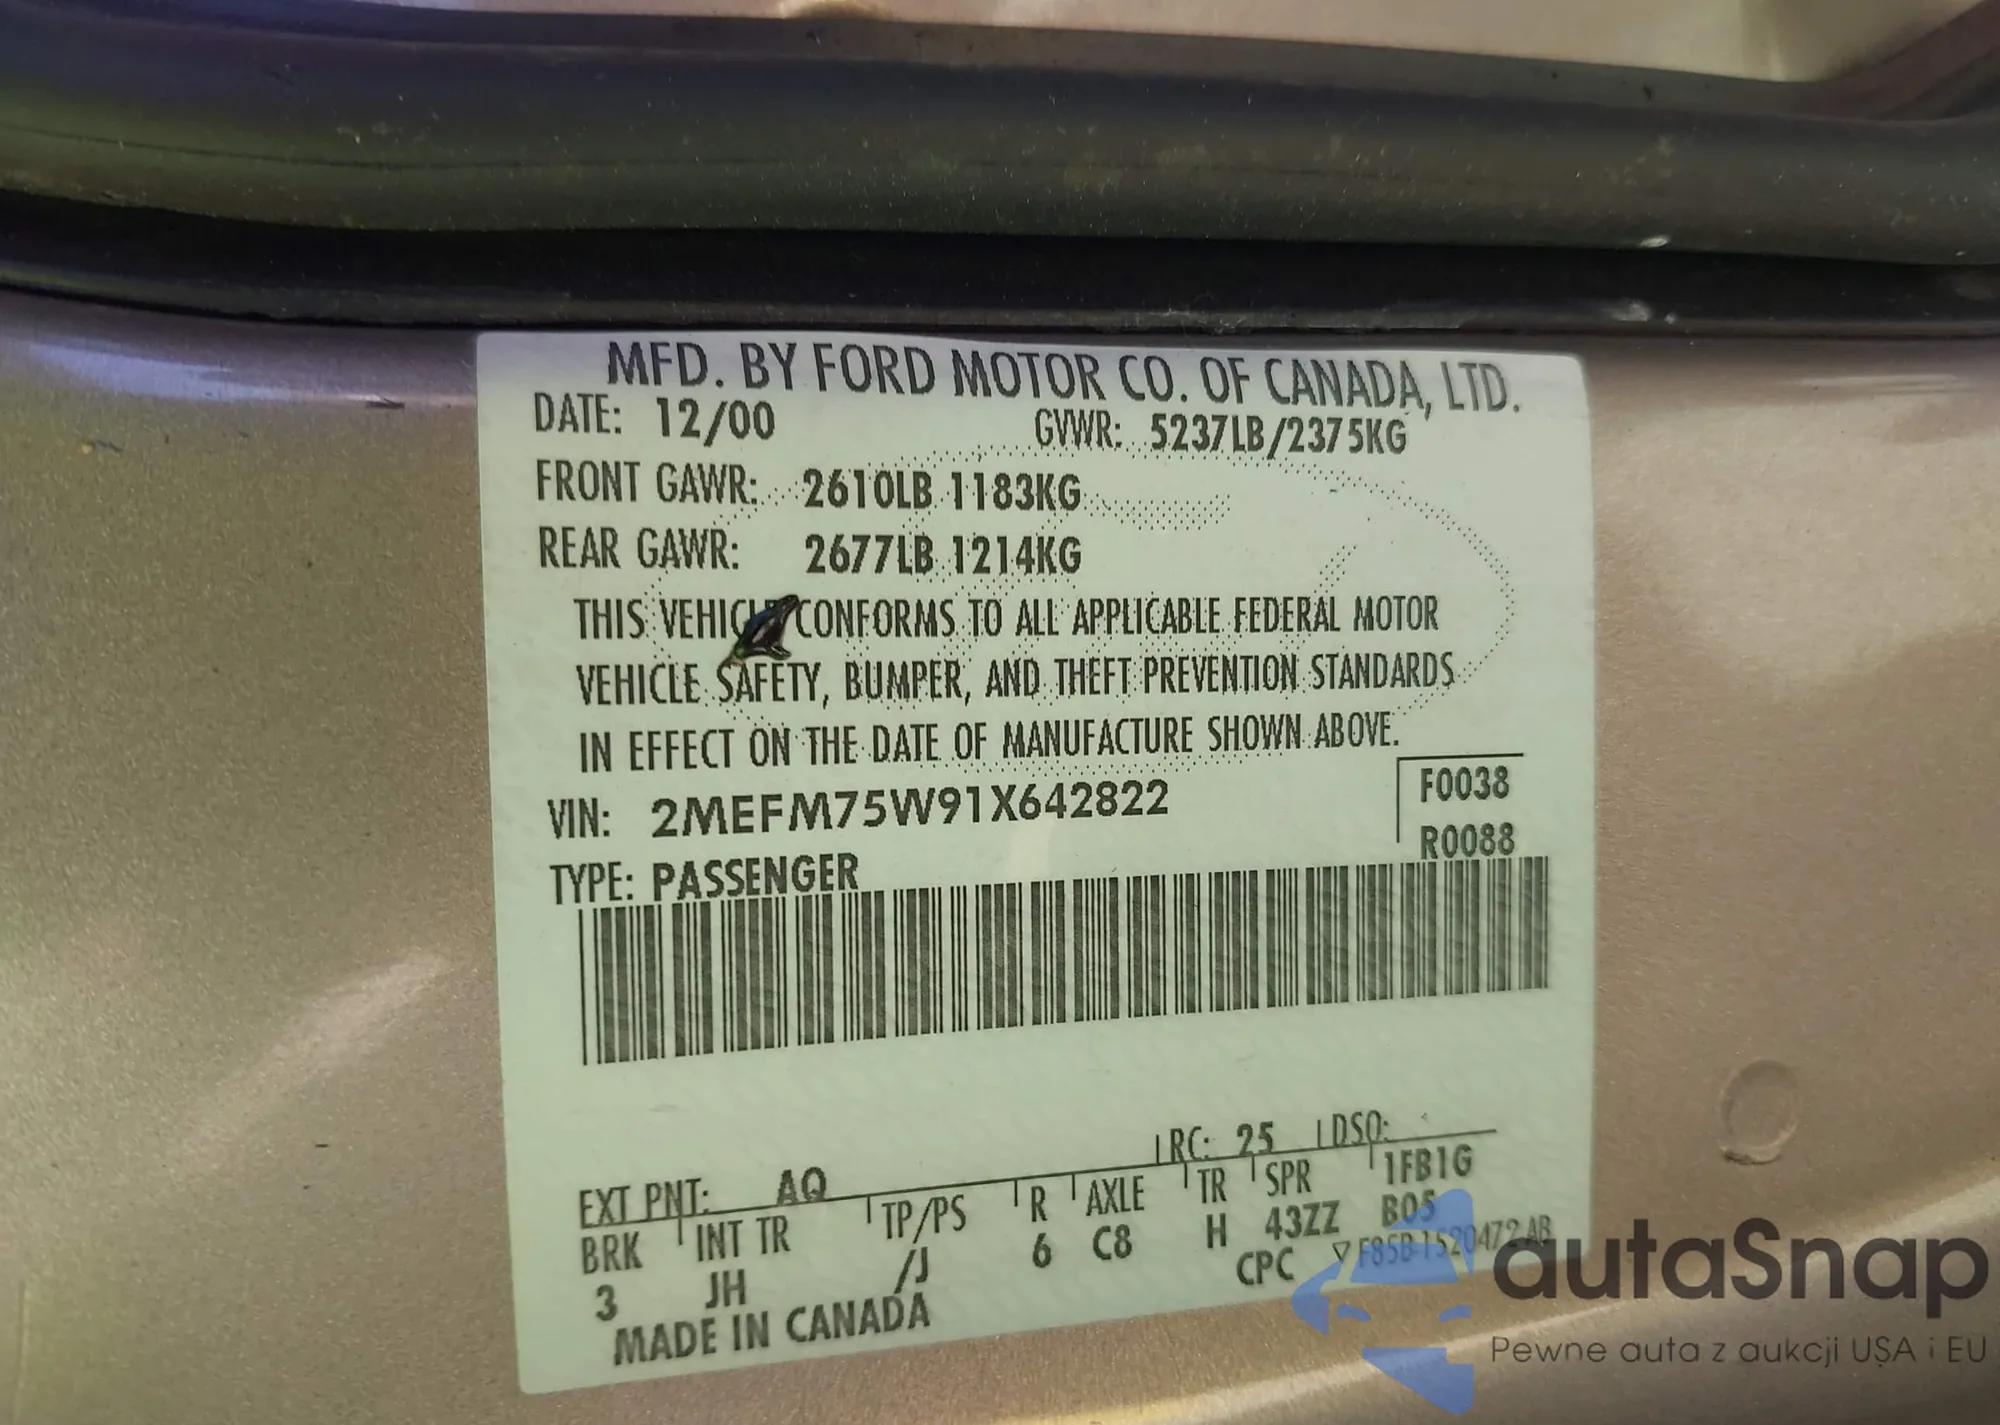 MFD. BY FORD MOTOR CO. OF CANADA, LTD.
DATE: 12/00 GVWR: 5237LB/2375KG
FRONT GAWR: 2610LB 1183KG
REAR GAWR: 2677LB 1214KG
THIS VEHICLE CONFORMS TO ALL APPLICABLE FEDERAL MOTOR
VEHICLE SAFETY, BUMPER, AND THEFT PREVENTION STANDARDS
IN EFFECT ON THE DATE OF MANUFACTURE SHOWN ABOVE.
VIN: 2MEFM75W91X642822
F0038
R0088
TYPE: PASSENGER
EXT PNT: AQ RC: 25 DSO:
BRK INT TR TP/PS R AXLE TR SPR 1FB1G
3 JH /J 6 C8 H 43ZZ B05
CPC F85B-1520472-AB
MADE IN CANADA
autaSnap
Pewne auta z aukcji USA i EU